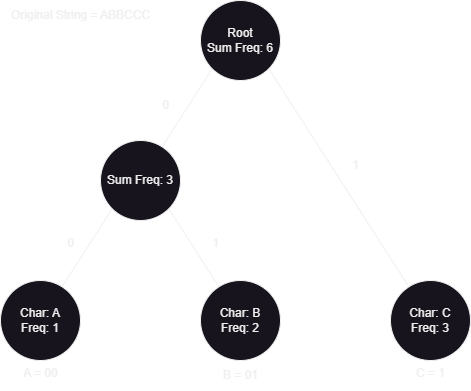 Original String = ABBCCC
Root
Sum Freq: 6
0
1
Sum Freq: 3
0
1
Char: A
Freq: 1
Char: B
Freq: 2
Char: C
Freq: 3
A = 00
B = 01
C = 1